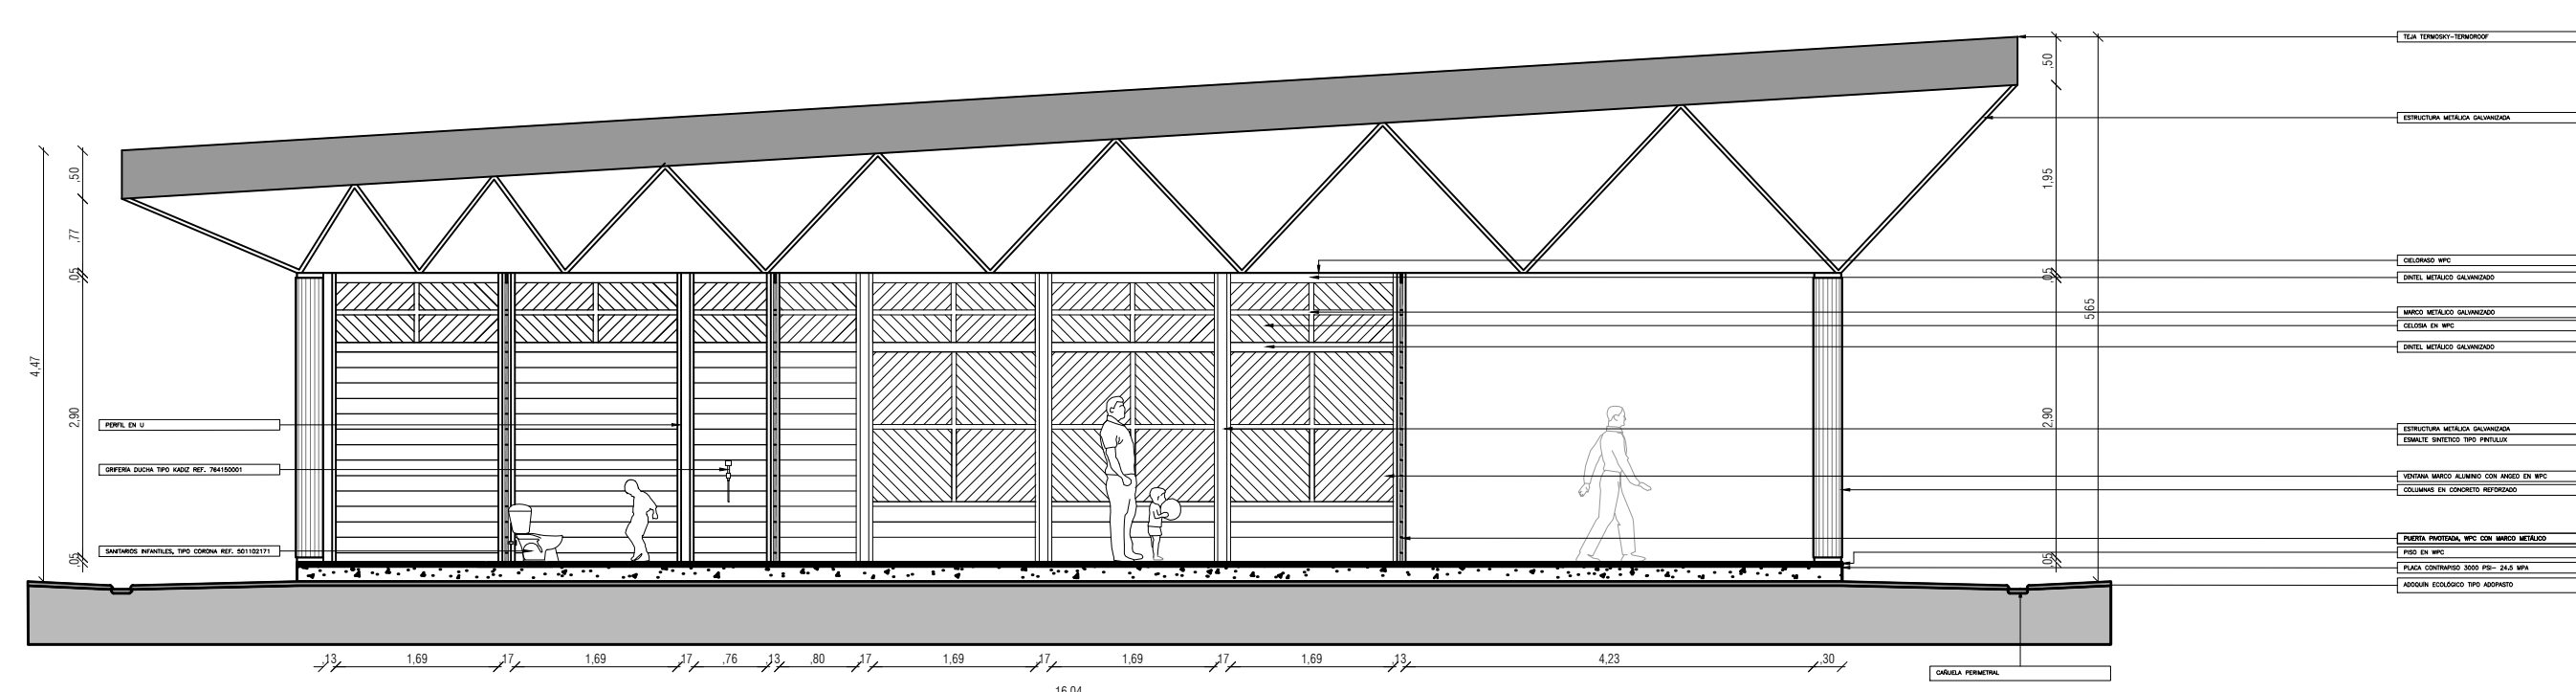 TEJA TERMOSKY-TERMOROOF
ESTRUCTURA METÁLICA GALVANIZADA
CIELORASO WPC
DINTEL METÁLICO GALVANIZADO
MARCO METÁLICO GALVANIZADO
CELOSIA EN WPC
DINTEL METÁLICO GALVANIZADO
ESTRUCTURA METÁLICA GALVANIZADA
ESMALTE SINTETICO TIPO PINTULUX
VENTANA MARCO ALUMINIO CON ANGEO EN WPC
COLUMNAS EN CONCRETO REFORZADO
PUERTA PIVOTEADA, WPC CON MARCO METÁLICO
PISO EN WPC
PLACA CONTRAPISO 3000 PSI- 24.5 MPA
ADOQUÍN ECOLÓGICO TIPO ADOPASTO
CAÑUELA PERIMETRAL
PERFIL EN U
GRIFERÍA DUCHA TIPO KADIZ REF. 764150001
SANITARIOS INFANTILES, TIPO CORONA REF. 501102171
4,47
,50
,77
,05
2,90
,05
,50
1,95
,05
2,90
,05
5,65
,13 1,69 ,17 1,69 ,17 ,76 ,13 ,80 ,17 1,69 ,17 1,69 ,17 1,69 ,13 4,23 ,30
16,04